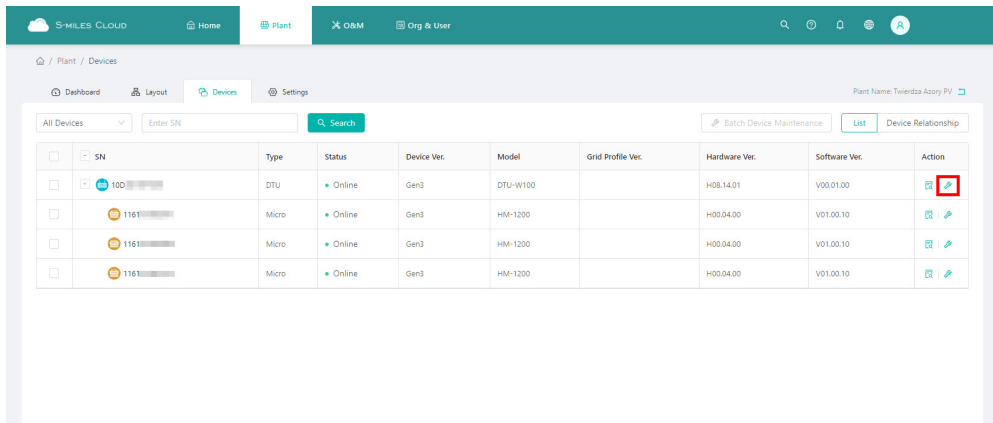 S-MILES CLOUD Home Plant O&M Org & User A
/ Plant / Devices
Dashboard Layout Devices Settings Plant Name: Twierdza Azory PV
All Devices Enter SN Search Batch Device Maintenance List Device Relationship
SN Type Status Device Ver. Model Grid Profile Ver. Hardware Ver. Software Ver. Action
10D DTU Online Gen3 DTU-W100 H08.14.01 V00.01.00
1161 Micro Online Gen3 HM-1200 H00.04.00 V01.00.10
1161 Micro Online Gen3 HM-1200 H00.04.00 V01.00.10
1161 Micro Online Gen3 HM-1200 H00.04.00 V01.00.10